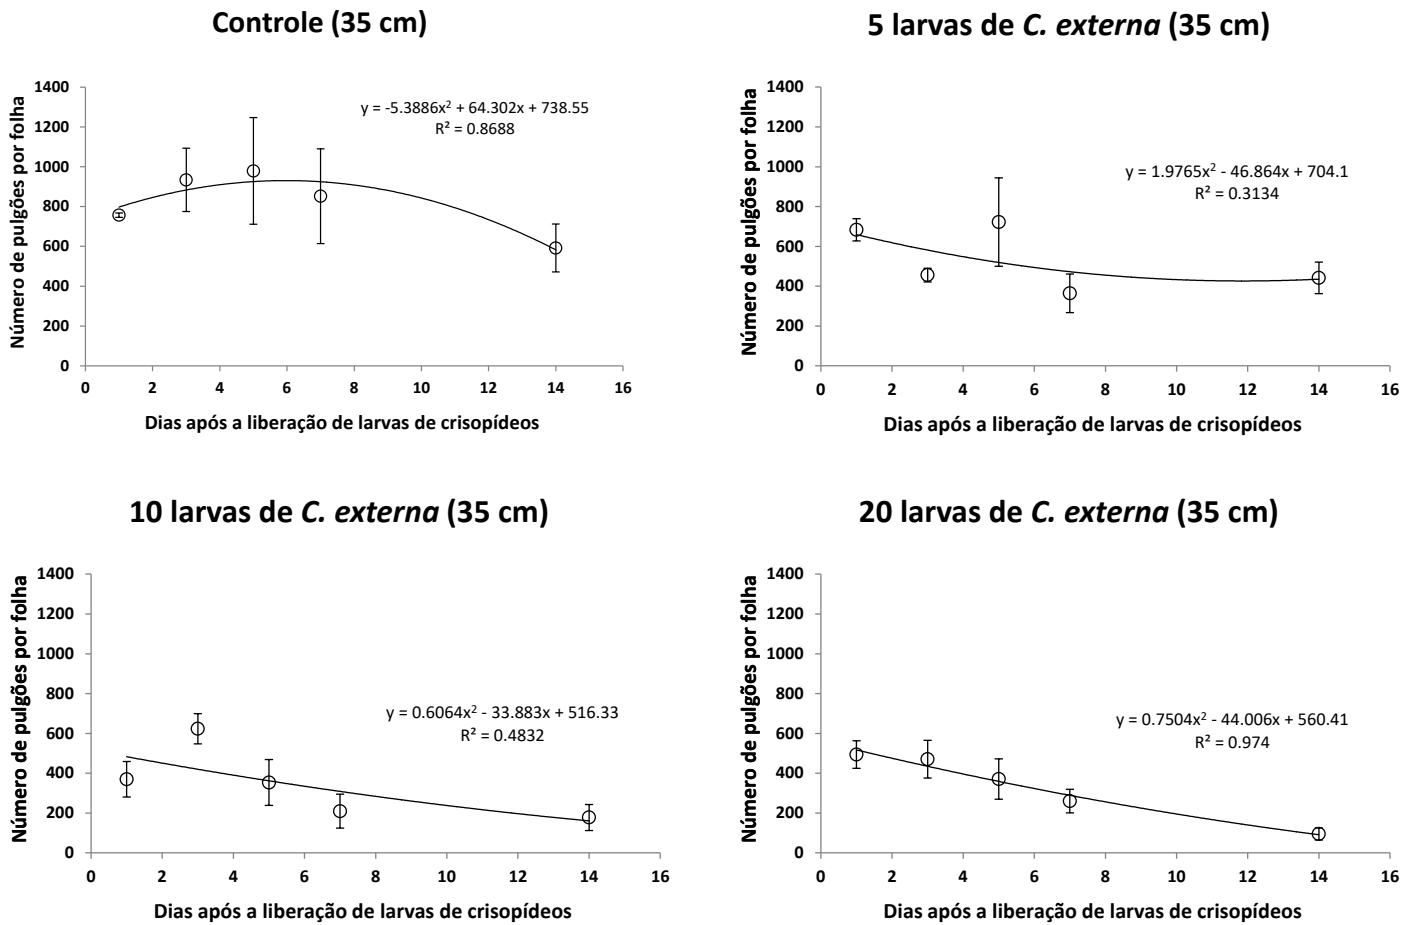 Controle (35 cm)
Número de pulgões por folha
1400
1200
1000
800
600
400
200
0
y = -5.3886x² + 64.302x + 738.55
R² = 0.8688
0 2 4 6 8 10 12 14 16
Dias após a liberação de larvas de crisopídeos
5 larvas de C. externa (35 cm)
Número de pulgões por folha
1400
1200
1000
800
600
400
200
0
y = 1.9765x² - 46.864x + 704.1
R² = 0.3134
0 2 4 6 8 10 12 14 16
Dias após a liberação de larvas de crisopídeos
10 larvas de C. externa (35 cm)
Número de pulgões por folha
1400
1200
1000
800
600
400
200
0
y = 0.6064x² - 33.883x + 516.33
R² = 0.4832
0 2 4 6 8 10 12 14 16
Dias após a liberação de larvas de crisopídeos
20 larvas de C. externa (35 cm)
Número de pulgões por folha
1400
1200
1000
800
600
400
200
0
y = 0.7504x² - 44.006x + 560.41
R² = 0.974
0 2 4 6 8 10 12 14 16
Dias após a liberação de larvas de crisopídeos